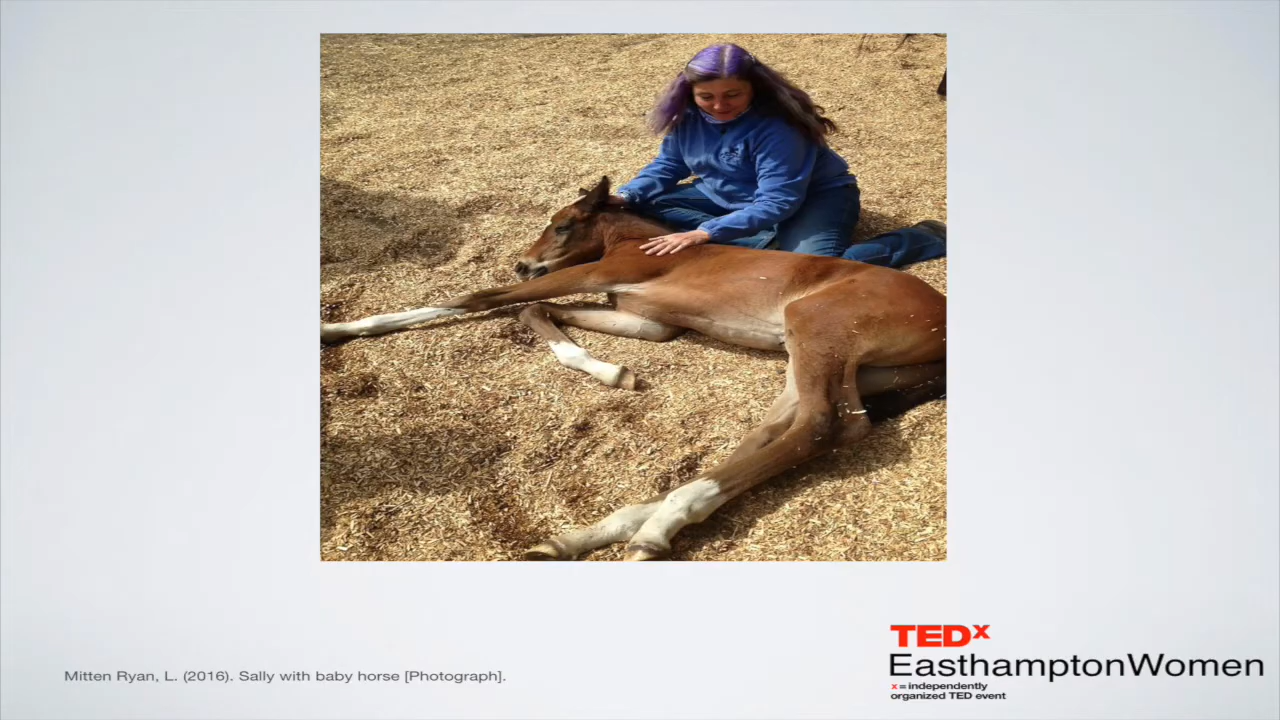 Mitten Ryan, L. (2016). Sally with baby horse [Photograph].
TEDx
EasthamptonWomen
x = independently
organized TED event